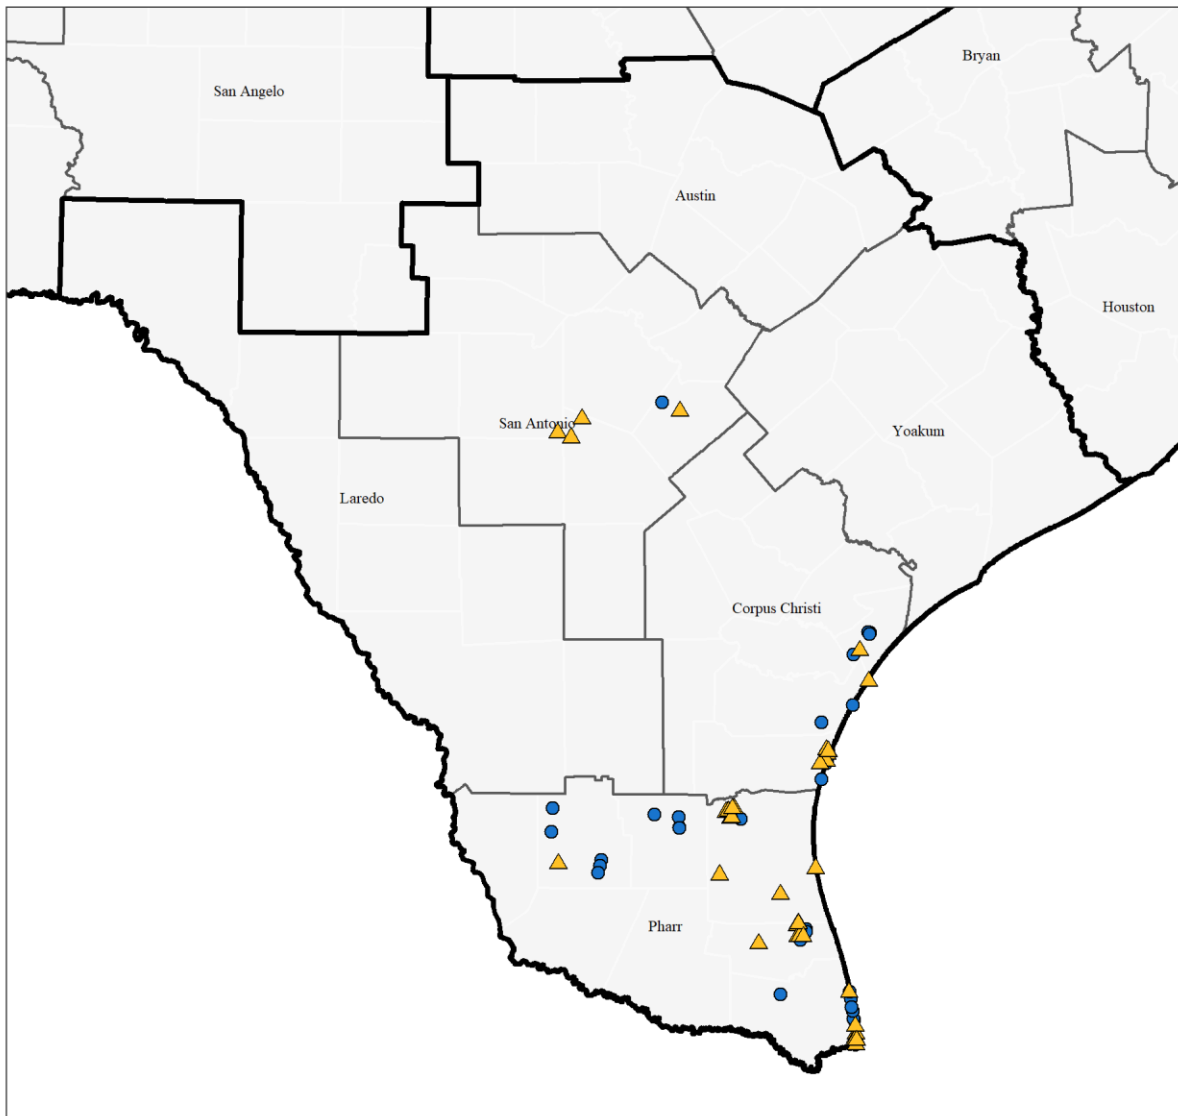 Bryan
San Angelo
Austin
Houston
San Antonio
Yoakum
Laredo
Corpus Christi
Pharr